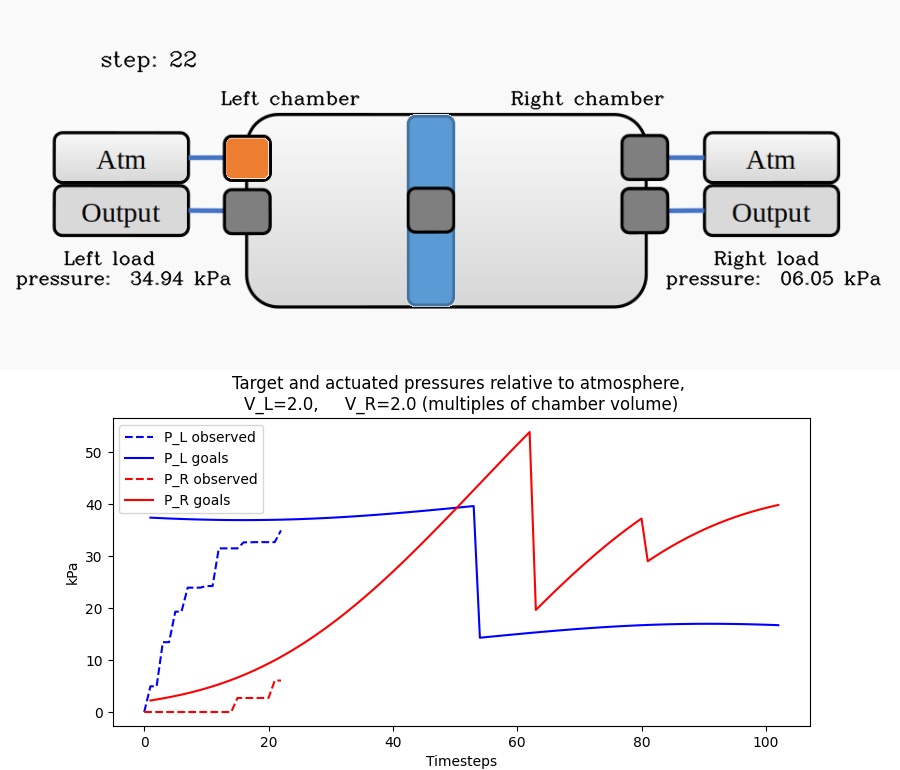 step: 22
Left chamber
Right chamber
Atm
Atm
Output
Output
Left load
pressure: 34.94 kPa
Right load
pressure: 06.05 kPa
Target and actuated pressures relative to atmosphere,
V_L=2.0, V_R=2.0 (multiples of chamber volume)
P_L observed
P_L goals
P_R observed
P_R goals
50
40
30
20
10
0
kPa
0 20 40 60 80 100
Timesteps